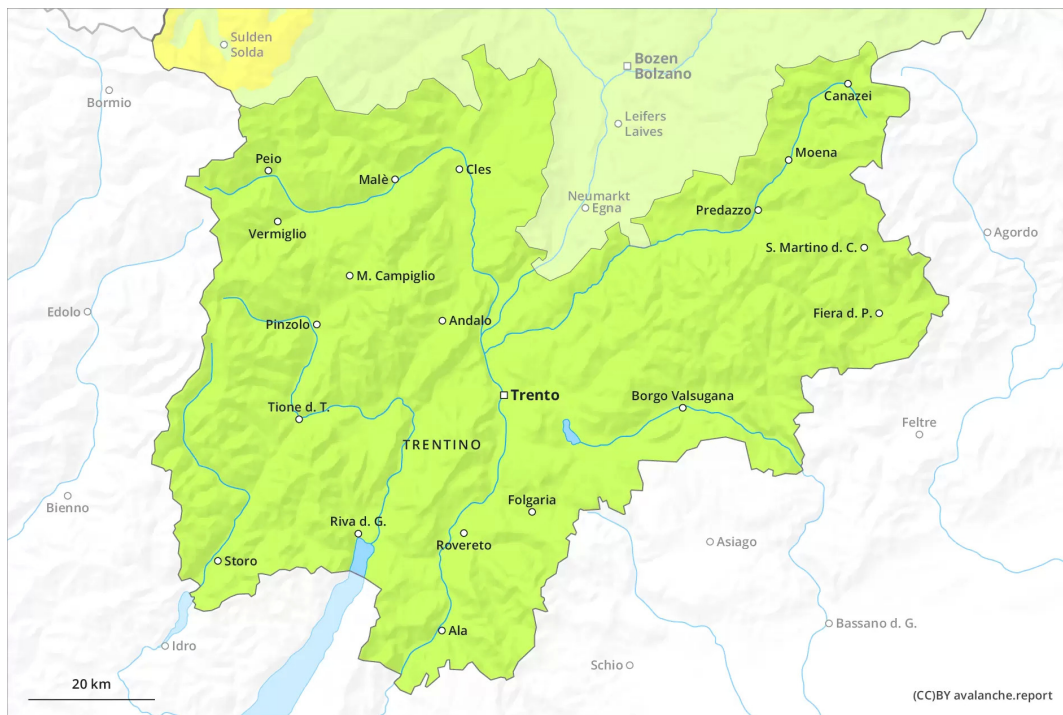 Sulden
Solda
Bozen
Bolzano
Bormio
Canazei
Leifers
Laives
Moena
Peio
Malè
Cles
Neumarkt
Egna
Predazzo
Vermiglio
Agordo
S. Martino d. C.
M. Campiglio
Edolo
Pinzolo
Andalo
Fiera d. P.
Trento
Borgo Valsugana
Tione d. T.
Feltre
TRENTINO
Bienno
Folgaria
Riva d. G.
Rovereto
Asiago
Storo
Ala
Bassano d. G.
Idro
Schio
20 km
(CC)BY avalanche.report